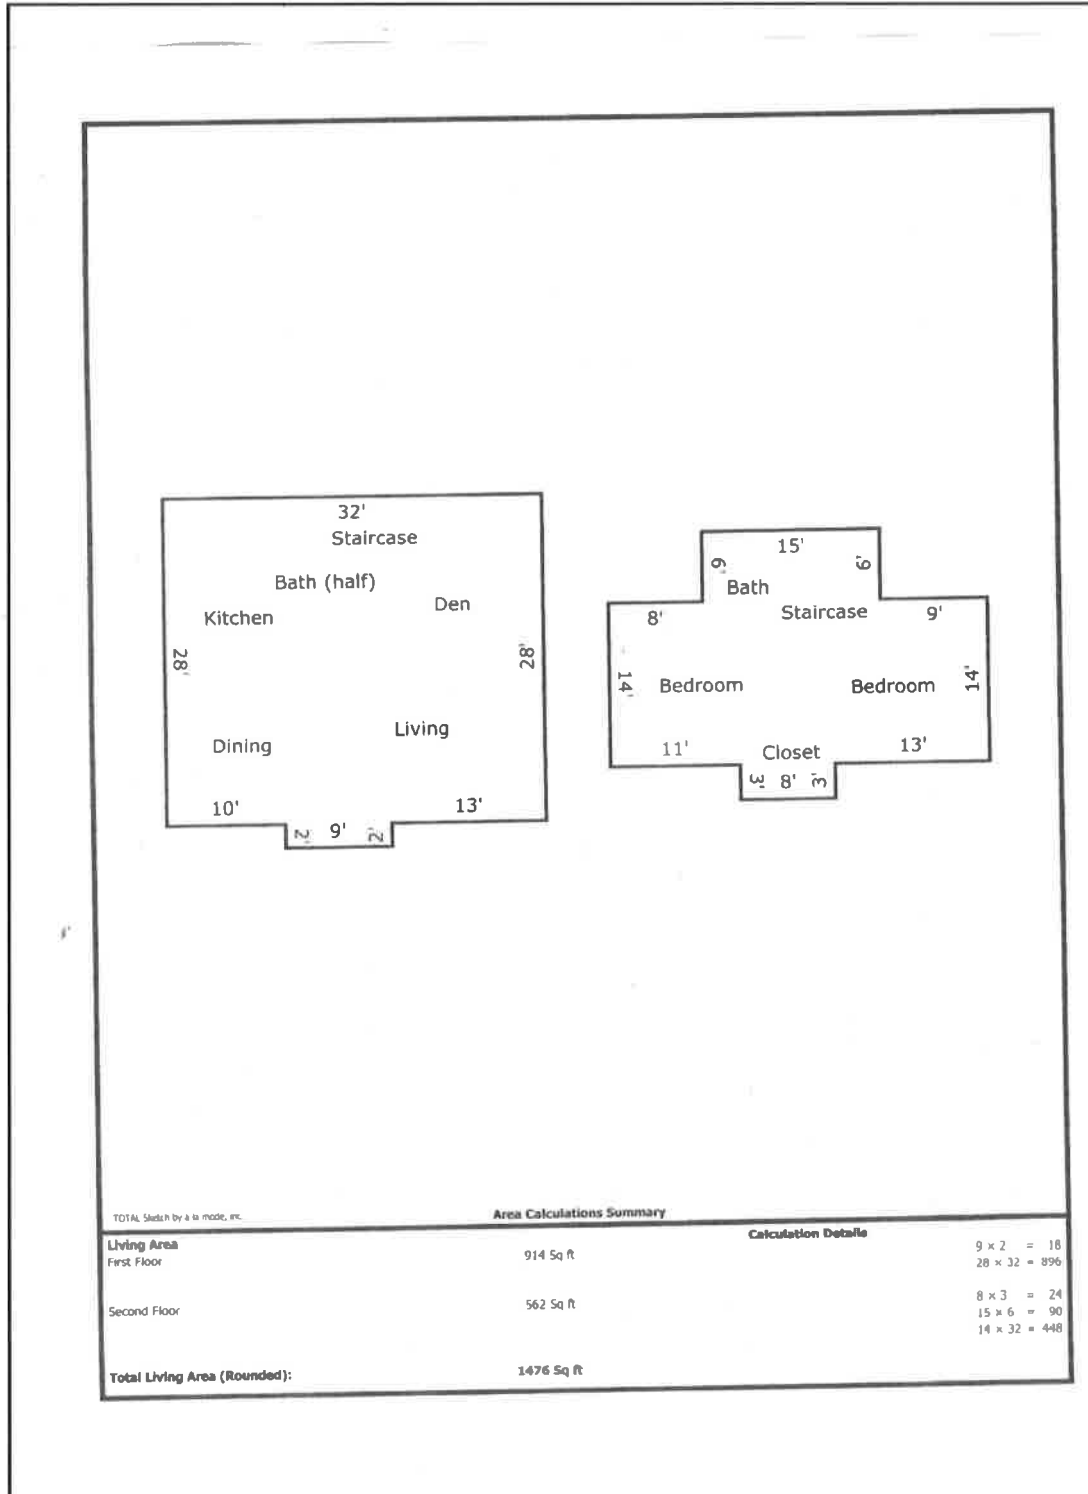 32'
Staircase
Bath (half)
Kitchen
Den
28'
28'
Living
Dining
10'
13'
2'
9'
2'
15'
6'
6'
Bath
8'
Staircase
9'
14'
Bedroom
Bedroom
14'
11'
Closet
13'
3'
8'
3'
TOTAL Sketch by a la mode, inc.
Area Calculations Summary
Living Area
Calculation Details
First Floor
914 Sq ft
9 x 2 = 18
28 x 32 = 896
Second Floor
562 Sq ft
8 x 3 = 24
15 x 6 = 90
14 x 32 = 448
Total Living Area (Rounded):
1476 Sq ft